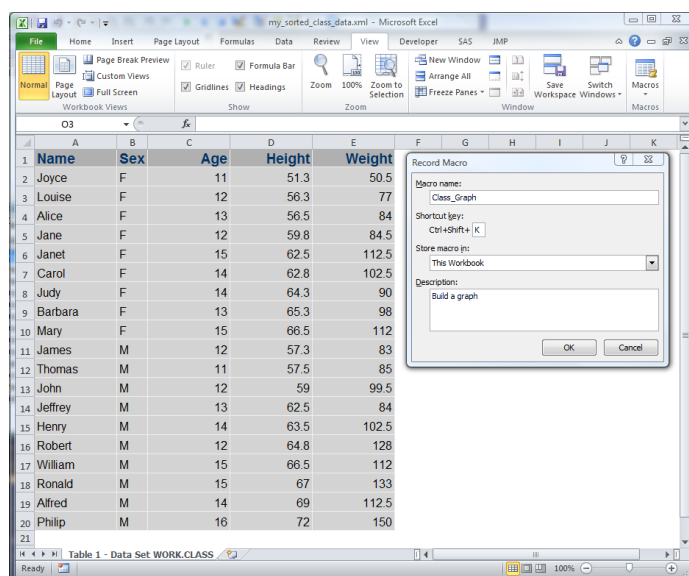 my_sorted_class_data.xml - Microsoft Excel
File Home Insert Page Layout Formulas Data Review View Developer SAS JMP
Normal
Page Layout
Page Break Preview
Custom Views
Full Screen
Workbook Views
Ruler Formula Bar
Gridlines Headings
Show
Zoom 100% Zoom to Selection
Zoom
New Window
Arrange All
Freeze Panes
Save Workspace
Switch Windows
Window
Macros
Macros
O3 fx
A B C D E F G H I J K
1 Name Sex Age Height Weight
2 Joyce F 11 51.3 50.5
3 Louise F 12 56.3 77
4 Alice F 13 56.5 84
5 Jane F 12 59.8 84.5
6 Janet F 15 62.5 112.5
7 Carol F 14 62.8 102.5
8 Judy F 14 64.3 90
9 Barbara F 13 65.3 98
10 Mary F 15 66.5 112
11 James M 12 57.3 83
12 Thomas M 11 57.5 85
13 John M 12 59 99.5
14 Jeffrey M 13 62.5 84
15 Henry M 14 63.5 102.5
16 Robert M 12 64.8 128
17 William M 15 66.5 112
18 Ronald M 15 67 133
19 Alfred M 14 69 112.5
20 Philip M 16 72 150
21
Record Macro
Macro name:
Class_Graph
Shortcut key:
Ctrl+Shift+ K
Store macro in:
This Workbook
Description:
Build a graph
OK Cancel
Table 1 - Data Set WORK.CLASS
Ready 100%